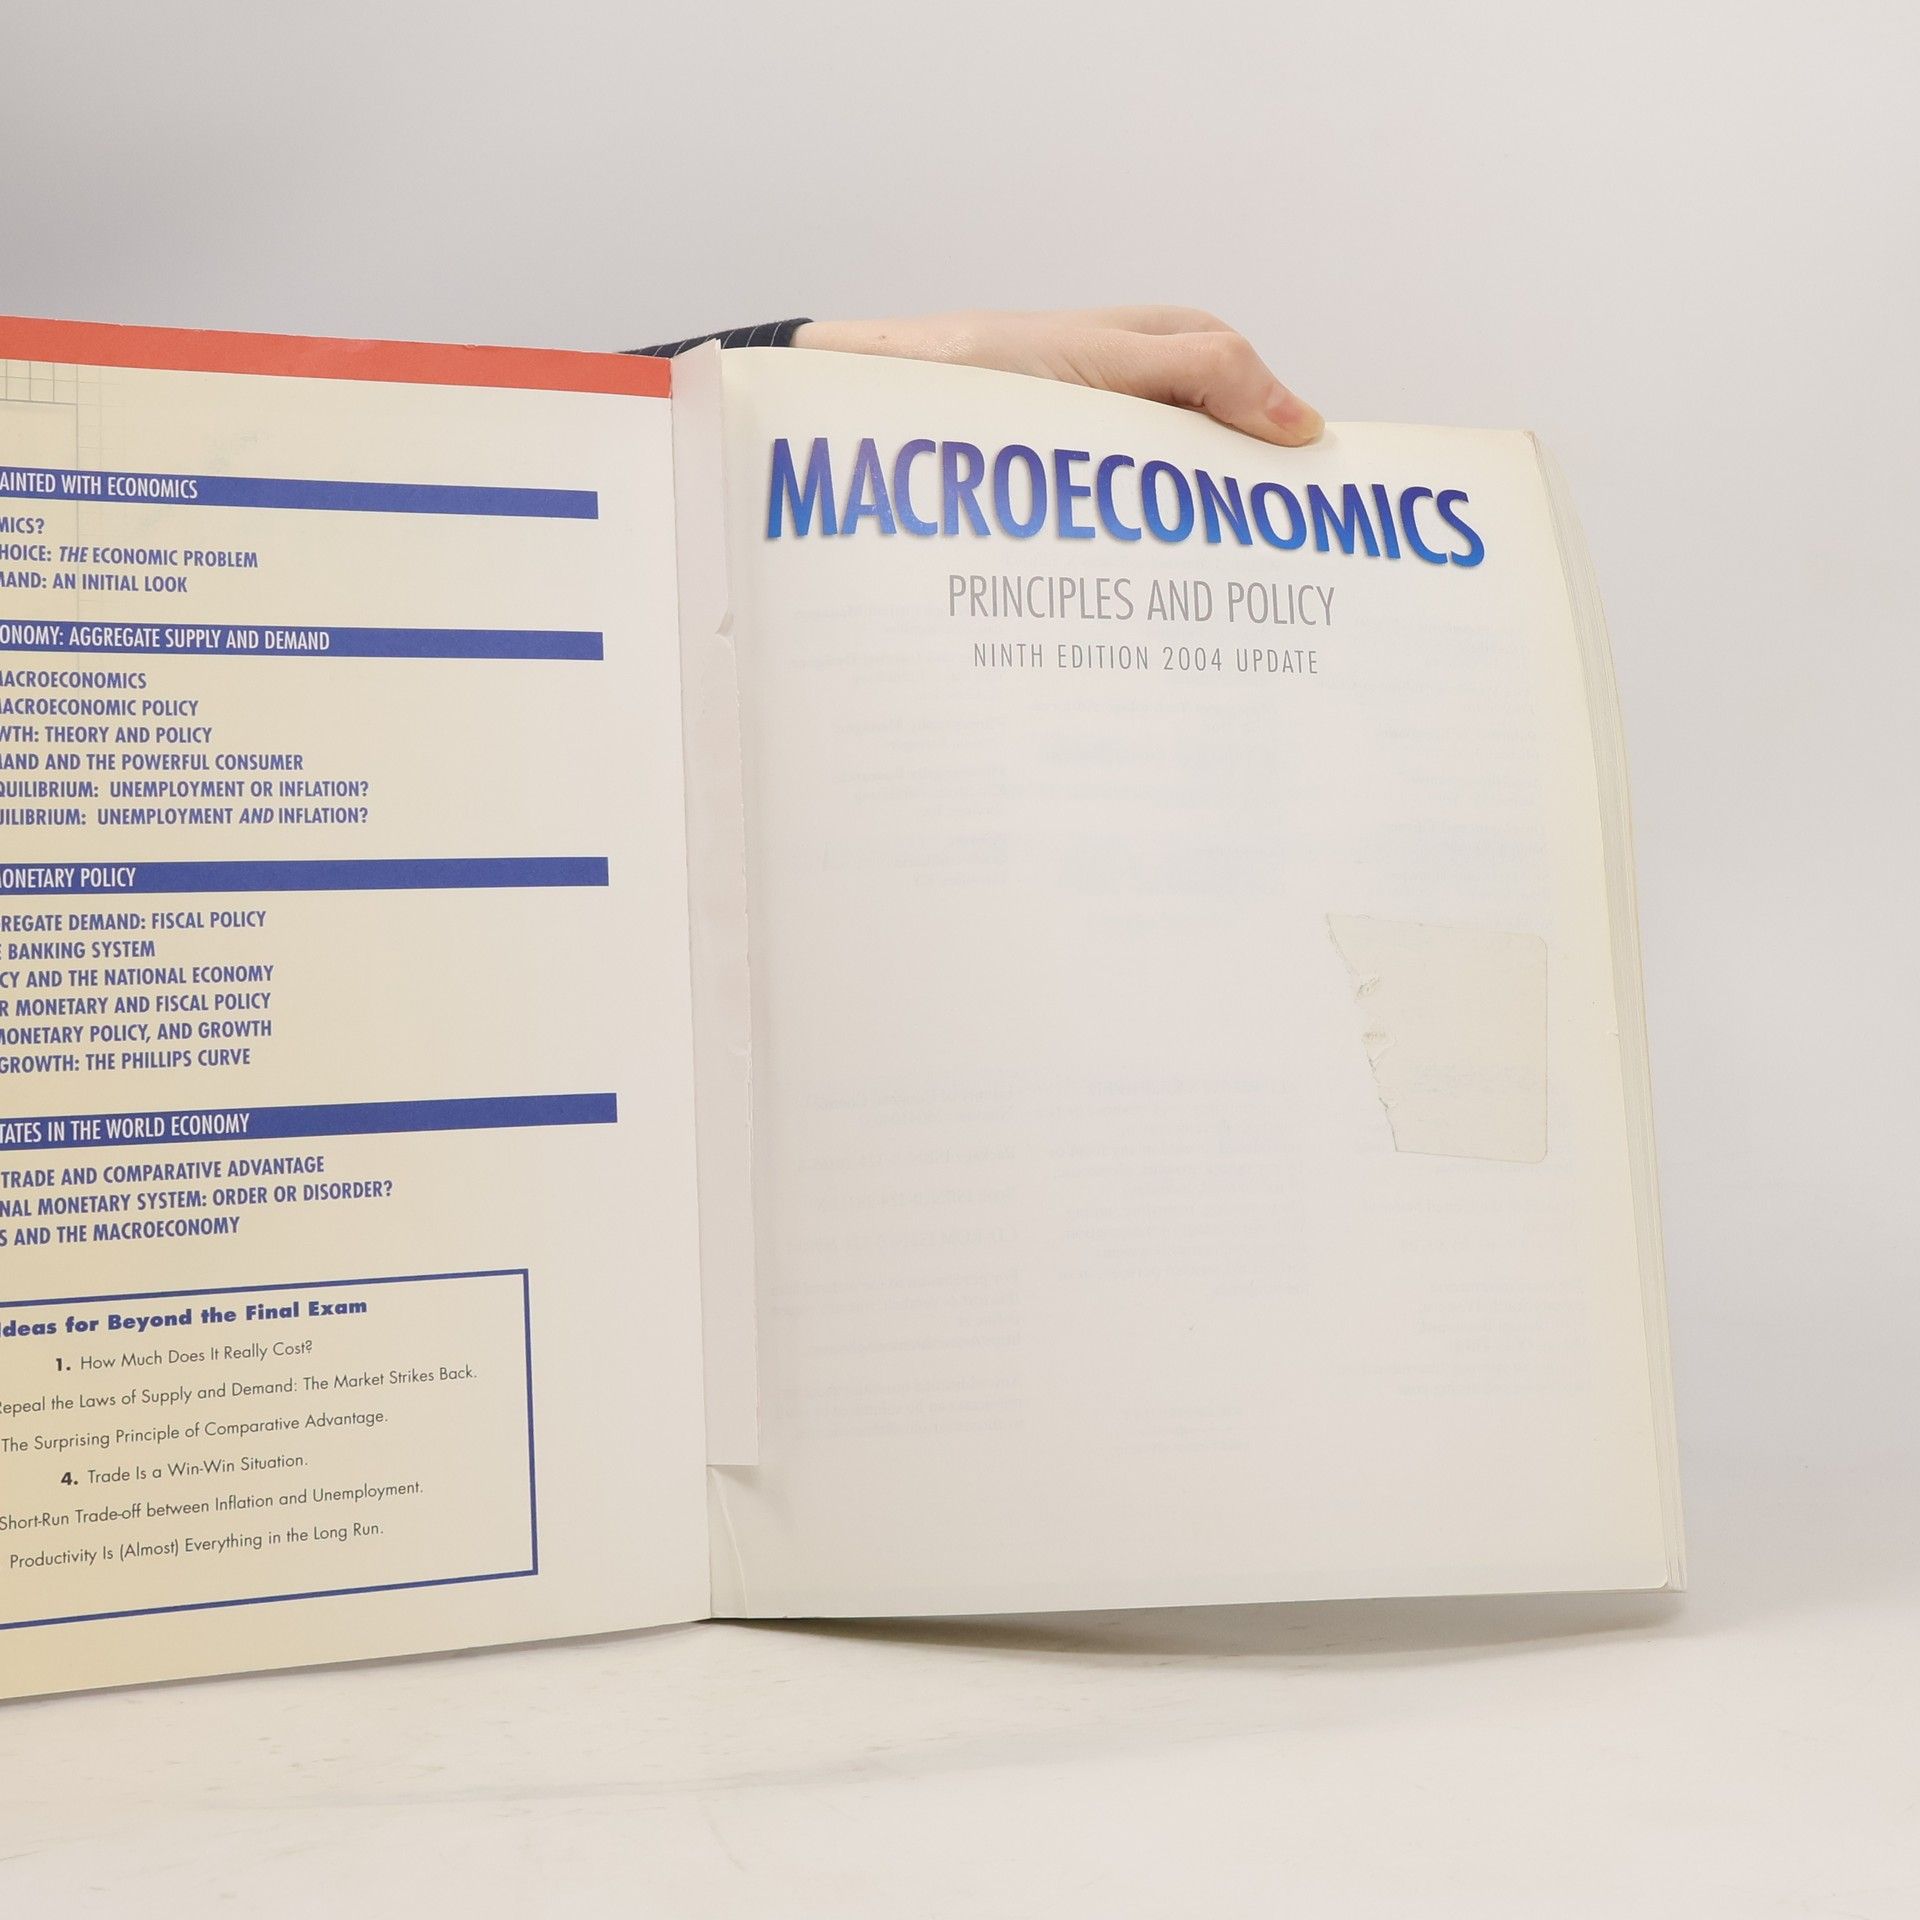 AINTED WITH ECONOMICS
MICS?
HOICE: THE ECONOMIC PROBLEM
MAND: AN INITIAL LOOK
ONOMY: AGGREGATE SUPPLY AND DEMAND
MACROECONOMICS
MACROECONOMIC POLICY
WTH: THEORY AND POLICY
MAND AND THE POWERFUL CONSUMER
QUILIBRIUM: UNEMPLOYMENT OR INFLATION?
UILIBRIUM: UNEMPLOYMENT AND INFLATION?
MONETARY POLICY
REGATE DEMAND: FISCAL POLICY
E BANKING SYSTEM
CY AND THE NATIONAL ECONOMY
R MONETARY AND FISCAL POLICY
MONETARY POLICY, AND GROWTH
GROWTH: THE PHILLIPS CURVE
TATES IN THE WORLD ECONOMY
TRADE AND COMPARATIVE ADVANTAGE
NAL MONETARY SYSTEM: ORDER OR DISORDER?
S AND THE MACROECONOMY
Ideas for Beyond the Final Exam
1. How Much Does It Really Cost?
Repeal the Laws of Supply and Demand: The Market Strikes Back.
The Surprising Principle of Comparative Advantage.
4. Trade Is a Win-Win Situation.
Short-Run Trade-off between Inflation and Unemployment.
Productivity Is (Almost) Everything in the Long Run.
MACROECONOMICS
PRINCIPLES AND POLICY
NINTH EDITION 2004 UPDATE